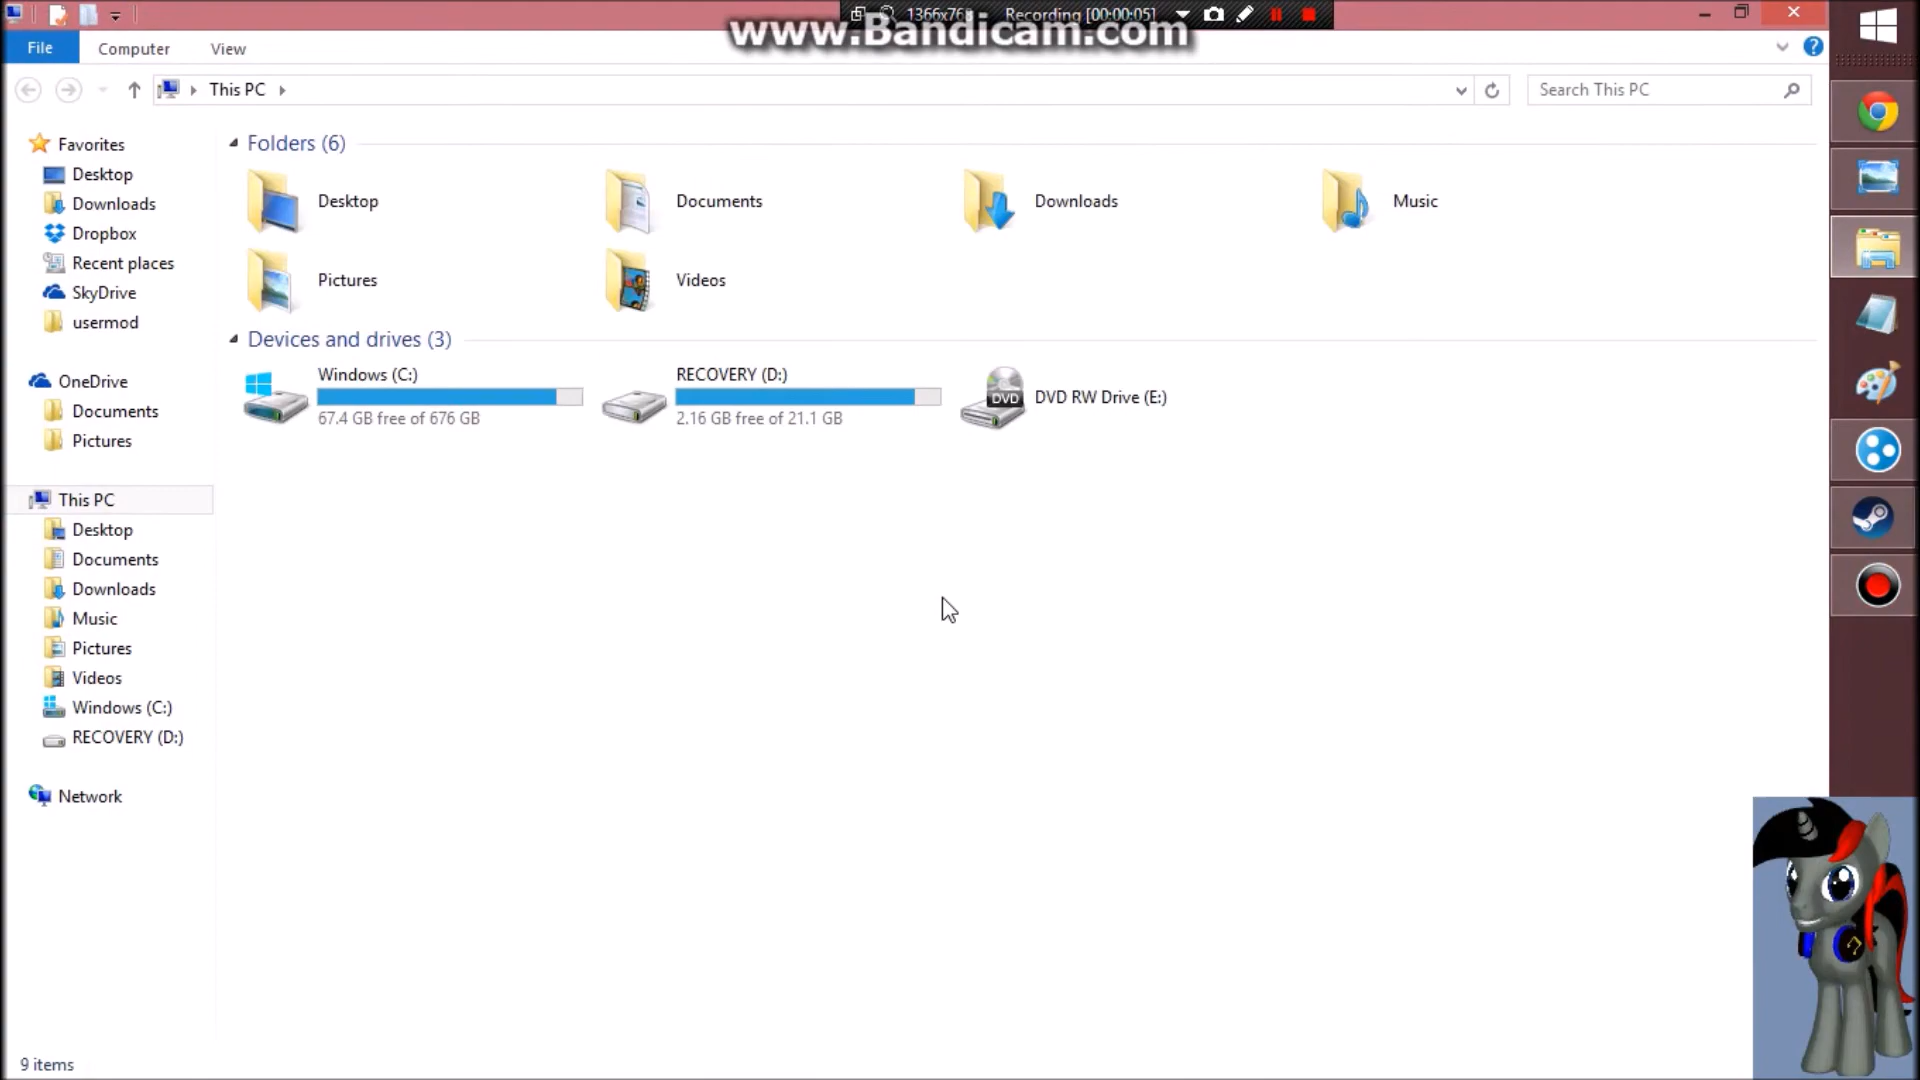 1366x768 Recording [00:00:05]
www.Bandicam.com
File Computer View
This PC
Search This PC
Favorites
Desktop
Downloads
Dropbox
Recent places
SkyDrive
usermod
OneDrive
Documents
Pictures
This PC
Desktop
Documents
Downloads
Music
Pictures
Videos
Windows (C:)
RECOVERY (D:)
Network
Folders (6)
Desktop
Documents
Downloads
Music
Pictures
Videos
Devices and drives (3)
Windows (C:)
67.4 GB free of 676 GB
RECOVERY (D:)
2.16 GB free of 21.1 GB
DVD
DVD RW Drive (E:)
9 items